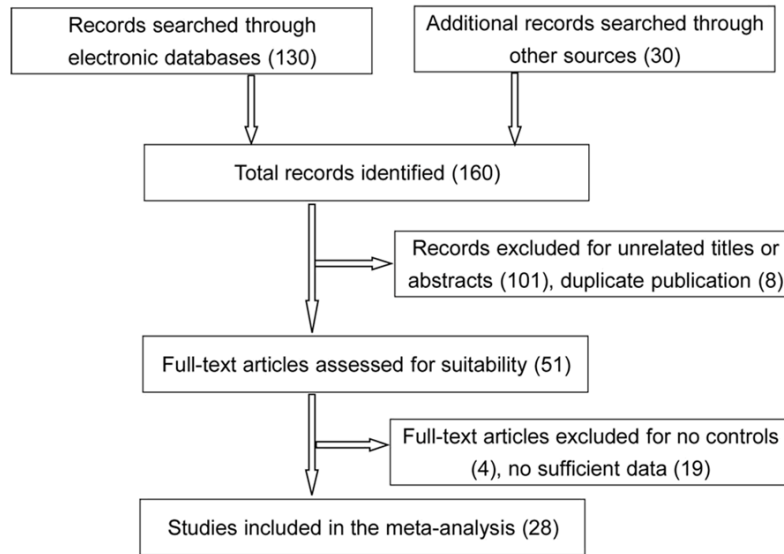 Records searched through
electronic databases (130)
Additional records searched through
other sources (30)
Total records identified (160)
Records excluded for unrelated titles or
abstracts (101), duplicate publication (8)
Full-text articles assessed for suitability (51)
Full-text articles excluded for no controls
(4), no sufficient data (19)
Studies included in the meta-analysis (28)